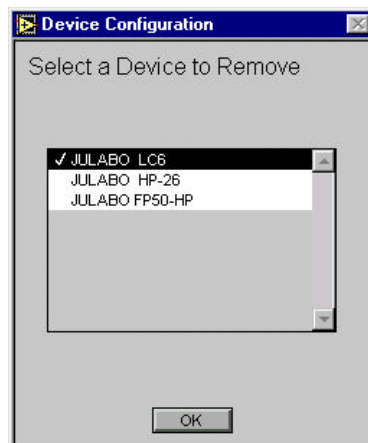 Device Configuration
Select a Device to Remove
JULABO LC6
JULABO HP-26
JULABO FP50-HP
OK